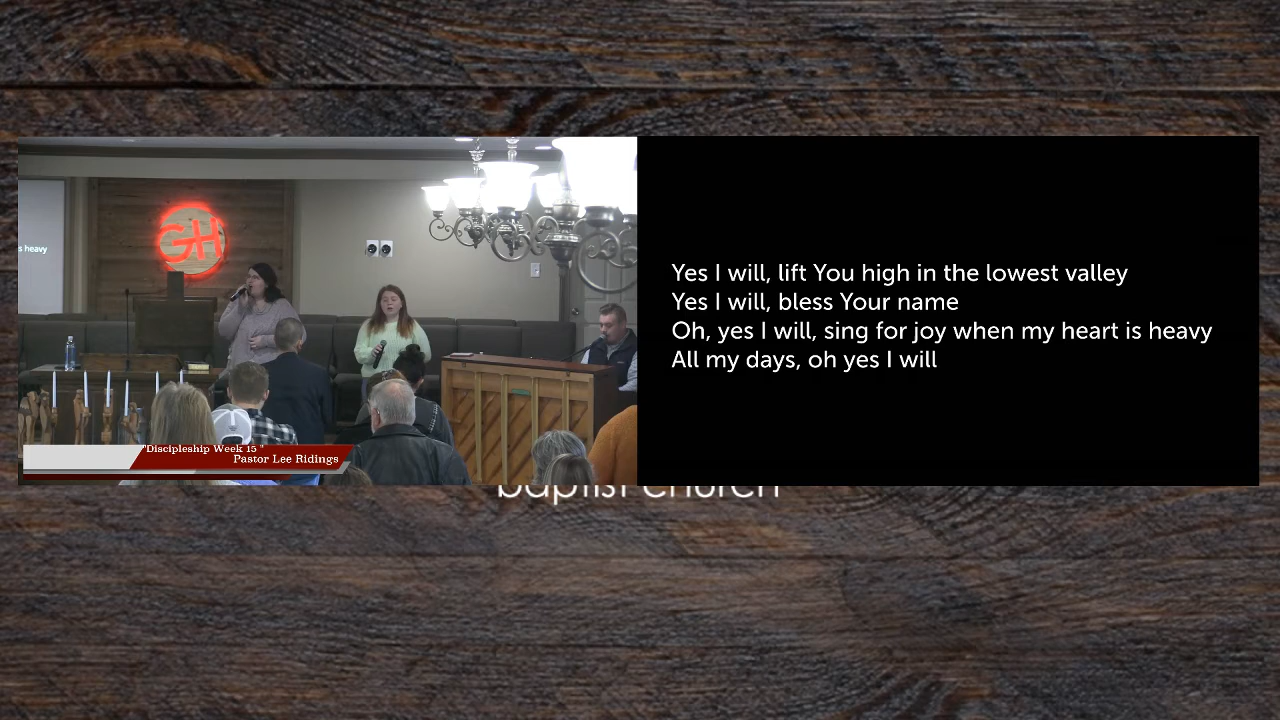 GH
s heavy
"Discipleship Week 15 "
Pastor Lee Ridings
Yes I will, lift You high in the lowest valley
Yes I will, bless Your name
Oh, yes I will, sing for joy when my heart is heavy
All my days, oh yes I will
baptist church